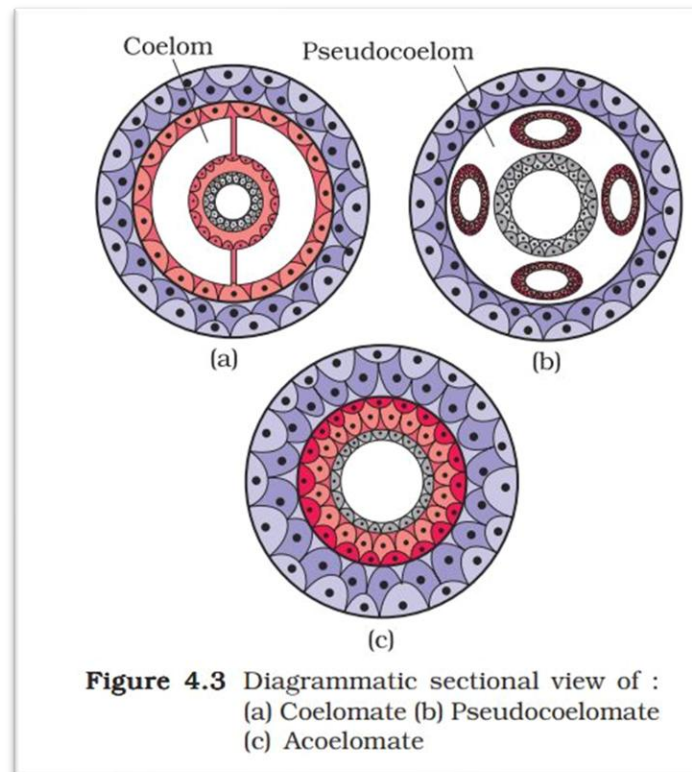 Coelom
Pseudocoelom
(a)
(b)
(c)
Figure 4.3 Diagrammatic sectional view of :
(a) Coelomate (b) Pseudocoelomate
(c) Acoelomate